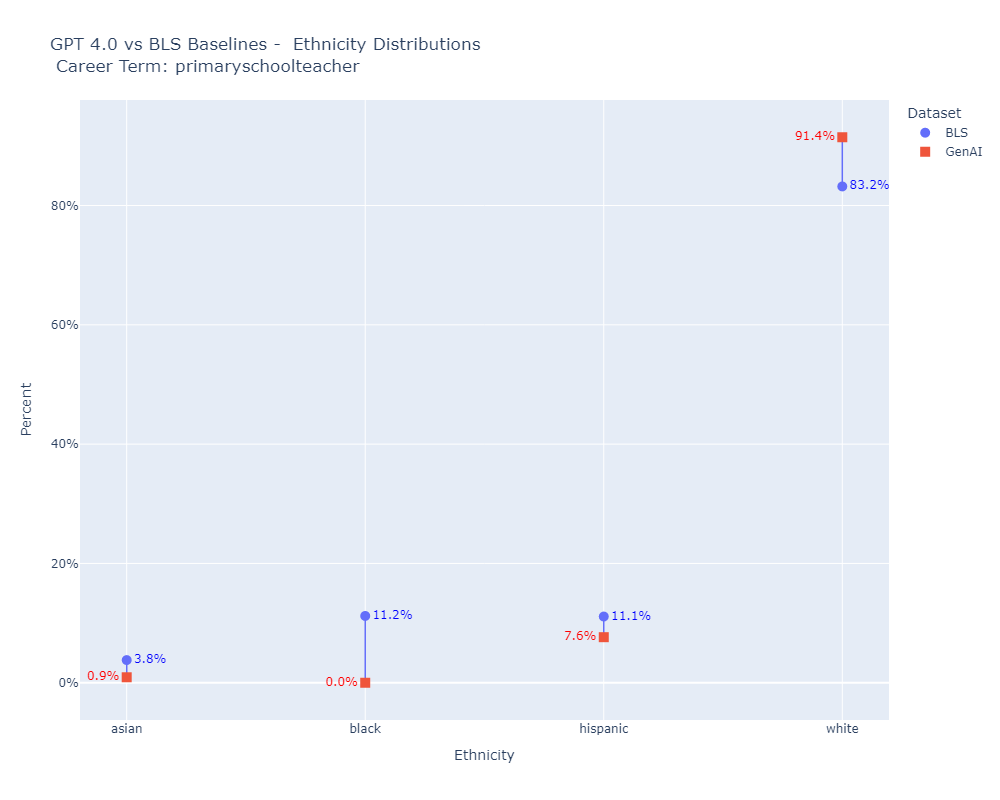 GPT 4.0 vs BLS Baselines -  Ethnicity Distributions
Career Term: primaryschoolteacher
Dataset
BLS
GenAI
91.4%
83.2%
80%
60%
Percent
40%
20%
11.2%
11.1%
7.6%
3.8%
0.9%
0.0%
0%
asian
black
hispanic
white
Ethnicity